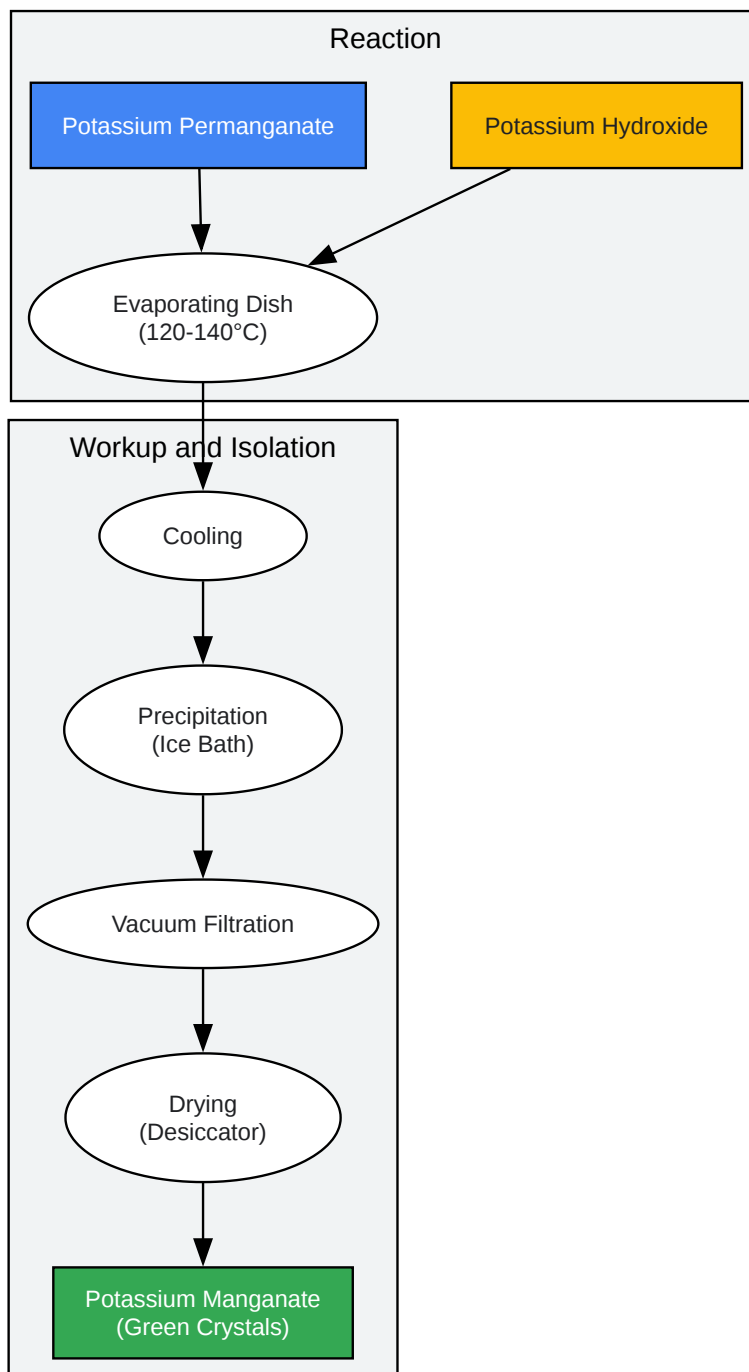 Reaction
Potassium Permanganate
Potassium Hydroxide
Evaporating Dish
(120-140°C)
Workup and Isolation
Cooling
Precipitation
(Ice Bath)
Vacuum Filtration
Drying
(Desiccator)
Potassium Manganate
(Green Crystals)